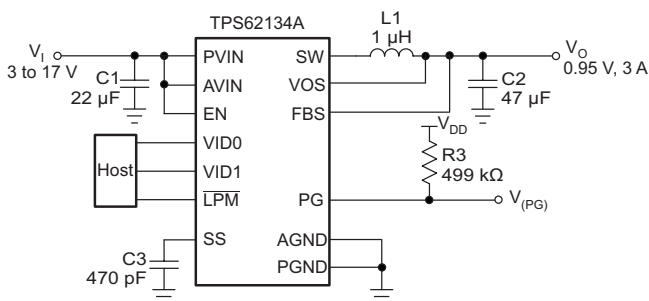 TPS62134A
L1
1 µH
V_I
3 to 17 V
C1
22 µF
PVIN
AVIN
EN
VID0
VID1
LPM
SS
SW
VOS
FBS
PG
AGND
PGND
Host
C3
470 pF
V_O
0.95 V, 3 A
C2
47 µF
V_DD
R3
499 kΩ
V_(PG)